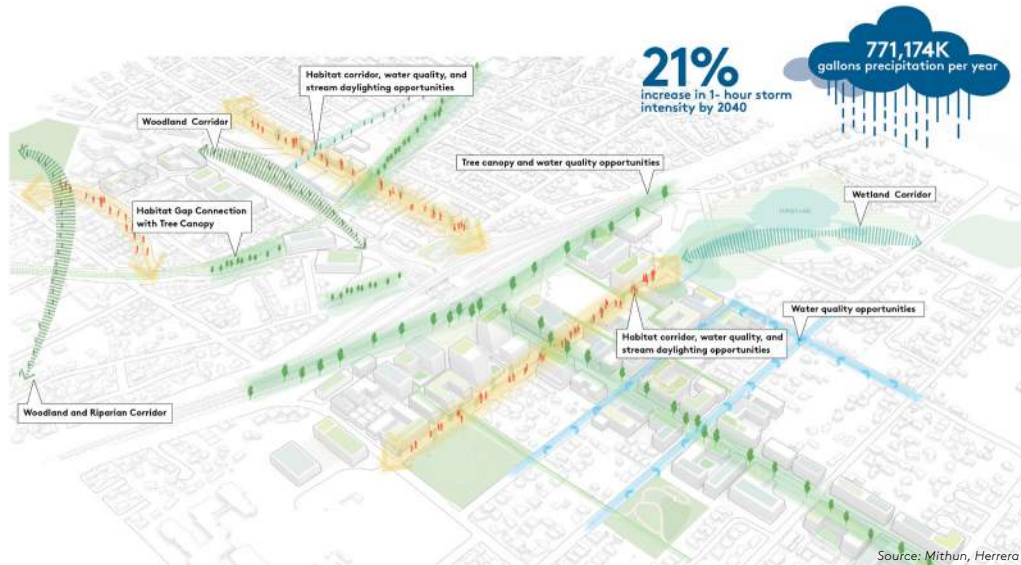 21%
increase in 1- hour storm
intensity by 2040
771,174K
gallons precipitation per year
Habitat corridor, water quality, and
stream daylighting opportunities
Woodland Corridor
Tree canopy and water quality opportunities
Wetland Corridor
Habitat Gap Connection
with Tree Canopy
Water quality opportunities
Habitat corridor, water quality, and
stream daylighting opportunities
Woodland and Riparian Corridor
Source: Mithun, Herrera